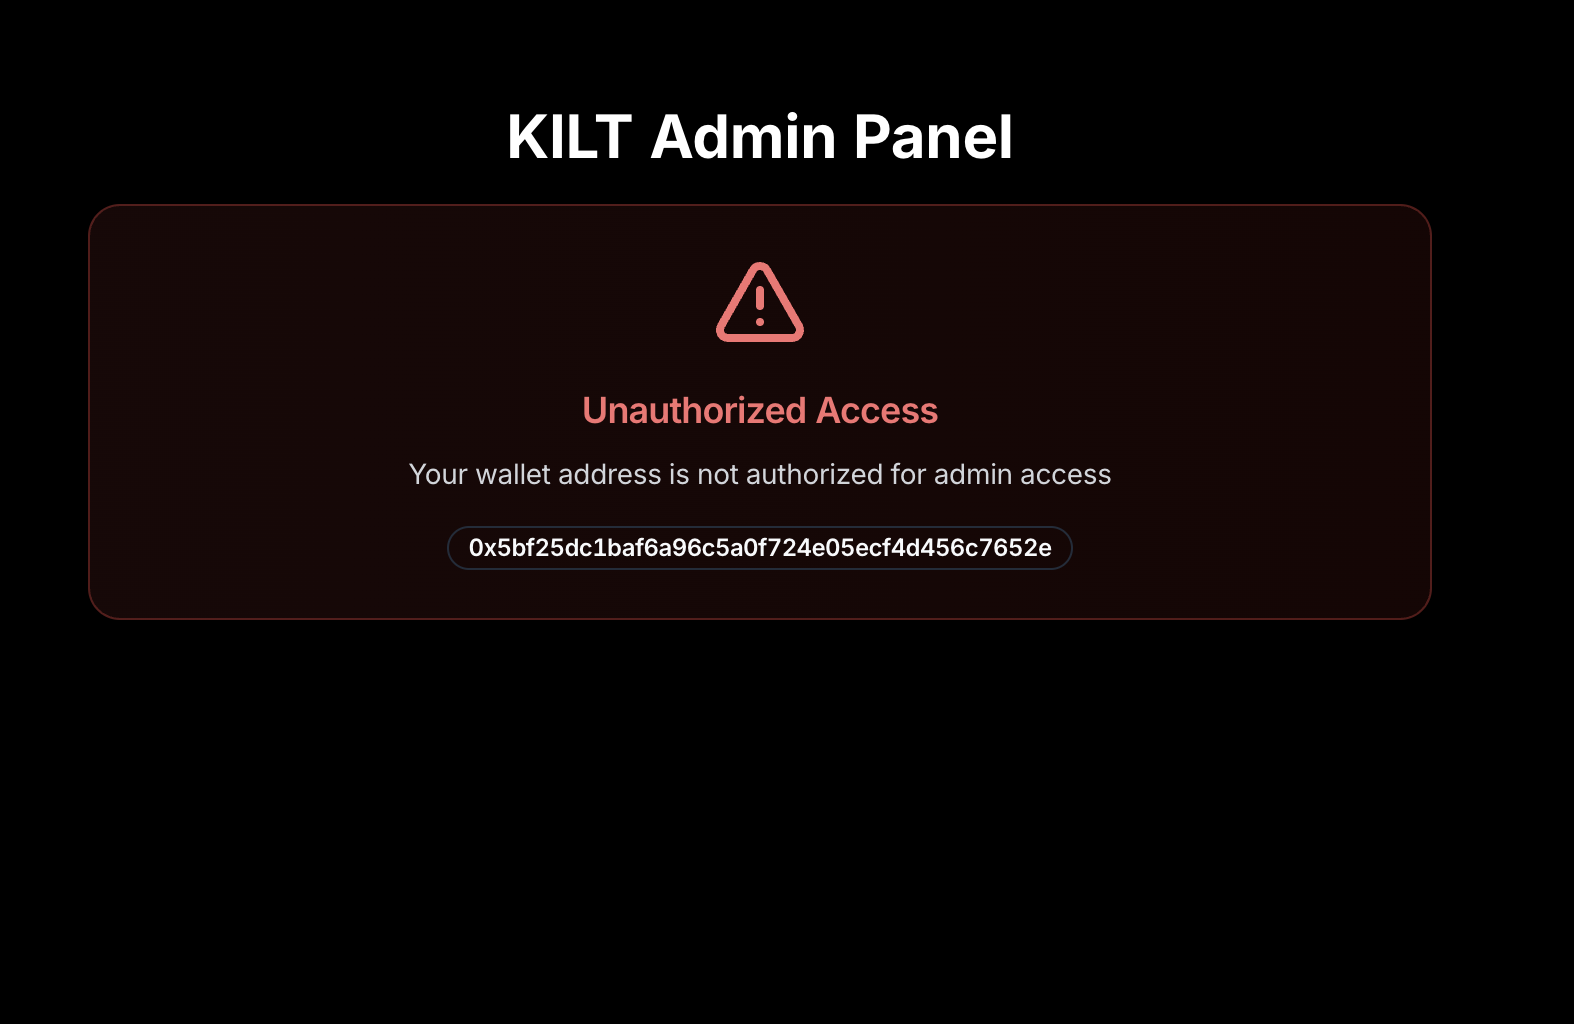 KILT Admin Panel
Unauthorized Access
Your wallet address is not authorized for admin access
0x5bf25dc1baf6a96c5a0f724e05ecf4d456c7652e